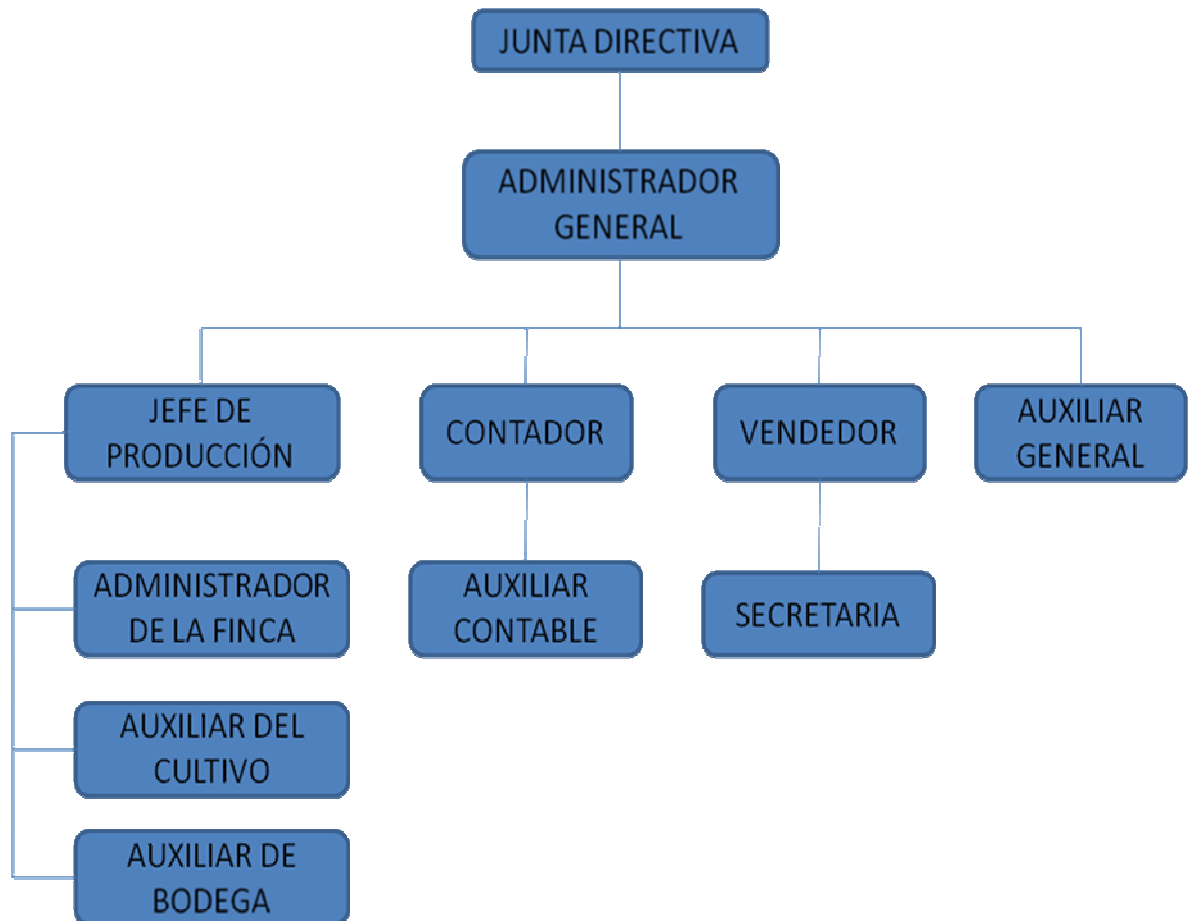 JUNTA DIRECTIVA
ADMINISTRADOR
GENERAL
JEFE DE
PRODUCCIÓN
CONTADOR
VENDEDOR
AUXILIAR
GENERAL
ADMINISTRADOR
DE LA FINCA
AUXILIAR
CONTABLE
SECRETARIA
AUXILIAR DEL
CULTIVO
AUXILIAR DE
BODEGA